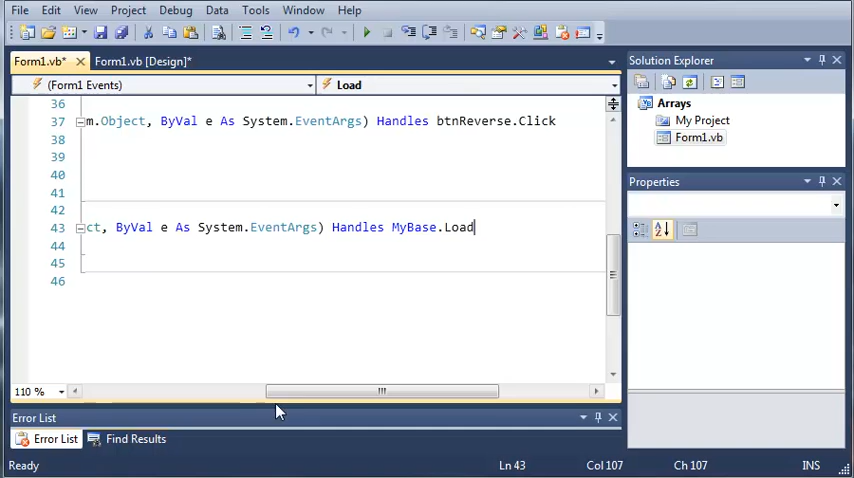 File Edit View Project Debug Data Tools Window Help
Form1.vb* Form1.vb [Design]*
(Form1 Events) Load
36
37 m.Object, ByVal e As System.EventArgs) Handles btnReverse.Click
38
39
40
41
42
43 ct, ByVal e As System.EventArgs) Handles MyBase.Load
44
45
46
110 %
Error List
Error List Find Results
Ready Ln 43 Col 107 Ch 107 INS
Solution Explorer
Arrays
My Project
Form1.vb
Properties